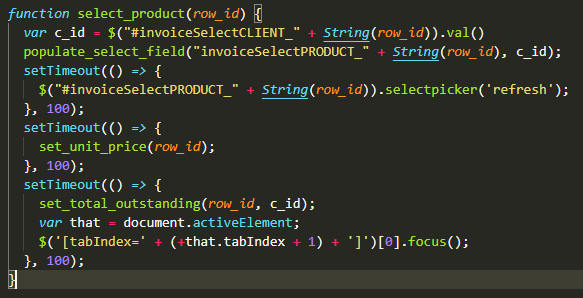 function select_product(row_id) {
  var c_id = $("#invoiceSelectCLIENT_" + String(row_id)).val()
  populate_select_field("invoiceSelectPRODUCT_" + String(row_id), c_id);
  setTimeout(() => {
    $("#invoiceSelectPRODUCT_" + String(row_id)).selectpicker('refresh');
  }, 100);
  setTimeout(() => {
    set_unit_price(row_id);
  }, 100);
  setTimeout(() => {
    set_total_outstanding(row_id, c_id);
    var that = document.activeElement;
    $('[tabIndex=' + (+that.tabIndex + 1) + ']')[0].focus();
  }, 100);
}